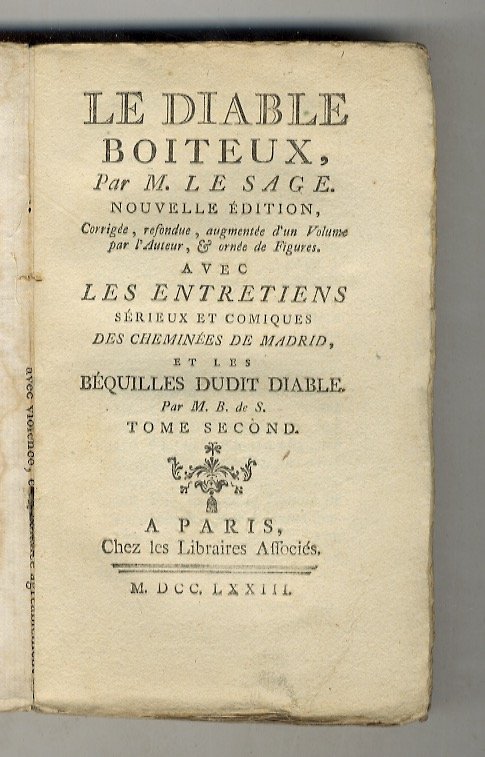 LE DIABLE
BOITEUX,
Par M. LE SAGE.
NOUVELLE ÉDITION,
Corrigée, refondue, augmentée d'un Volume
par l'Auteur, & ornée de Figures.
AVEC
LES ENTRETIENS
SÉRIEUX ET COMIQUES
DES CHEMINÉES DE MADRID,
ET LES
BÉQUILLES DUDIT DIABLE.
Par M. B. de S.
TOME SECOND.
A PARIS,
Chez les Libraires Aſſociés.
M. DCC. LXXIII.
avec violence,